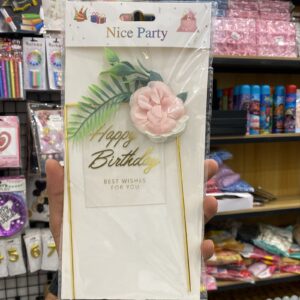 Nice Party
Happy
Birthday
BEST WISHES
FOR YOU